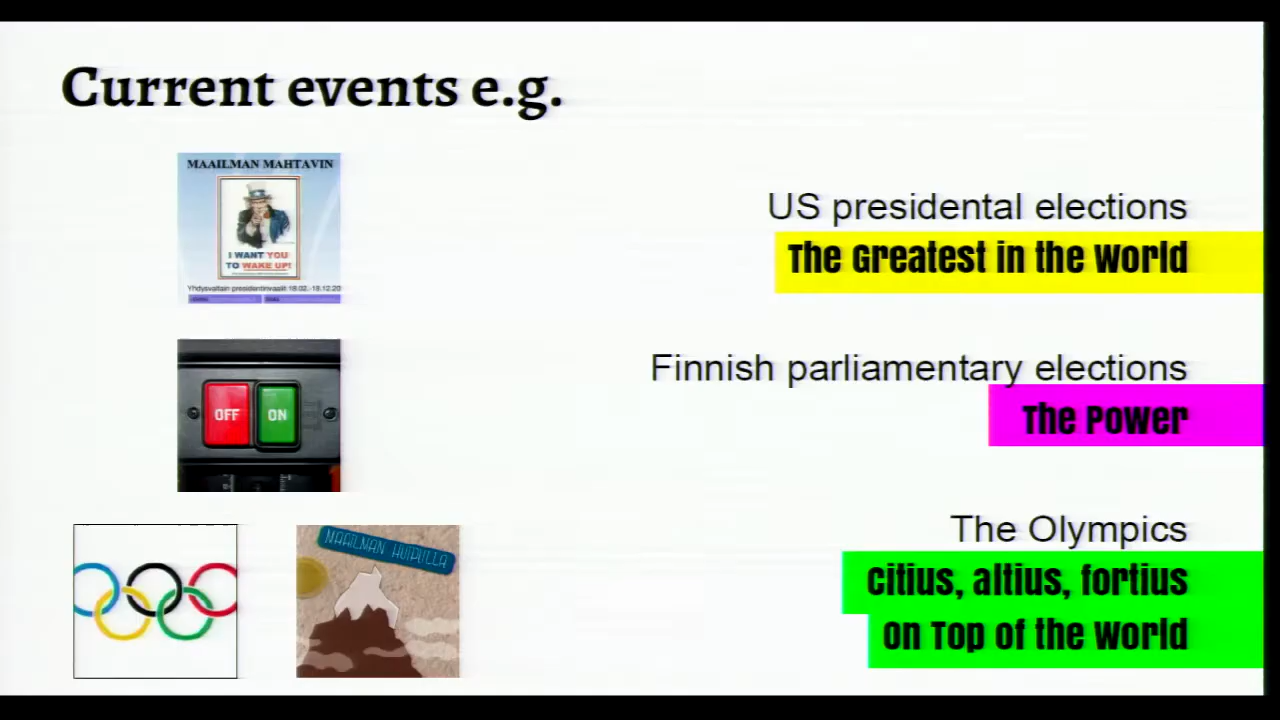 Current events e.g.
MAAILMAN MAHTAVIN
I WANT YOU
TO WAKE UP!
Yhdysvaltain presidentinvaalit 18.02.-18.12.20
US presidental elections
The Greatest in the World
OFF ON
Finnish parliamentary elections
The Power
MAAILMAN HUIPULLA
The Olympics
citius, altius, fortius
on Top of the World